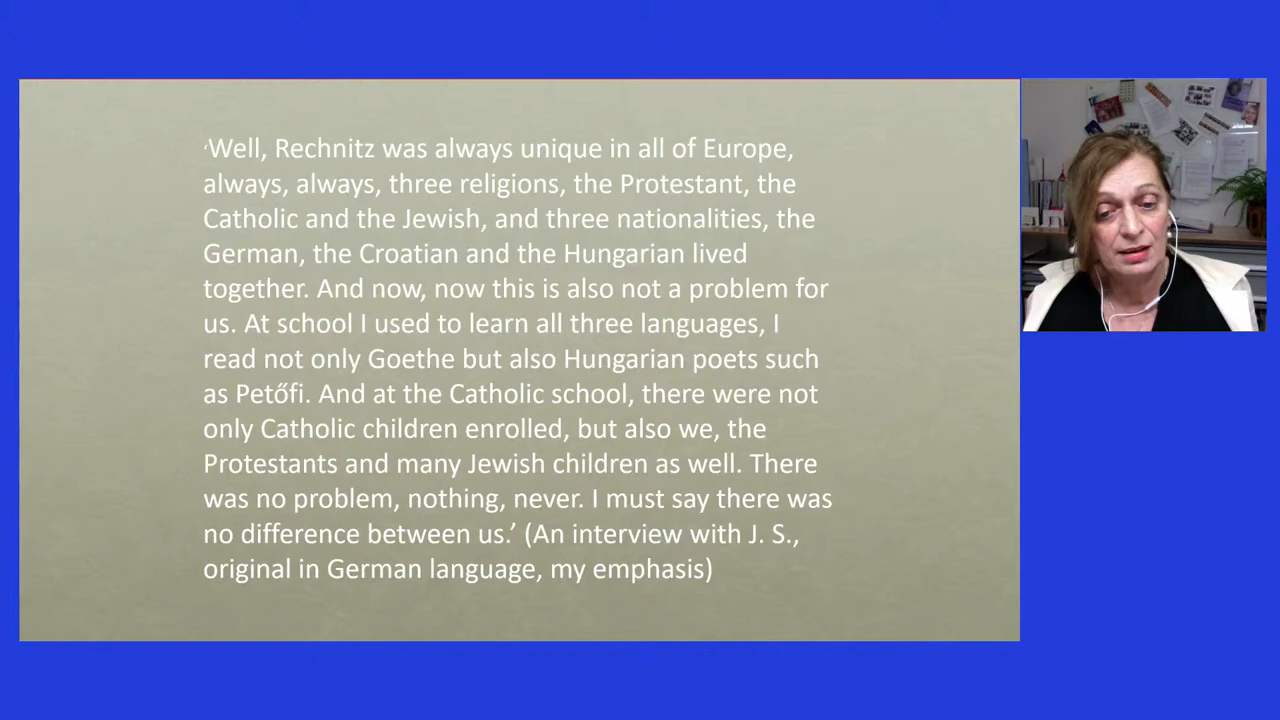 ‘Well, Rechnitz was always unique in all of Europe,
always, always, three religions, the Protestant, the
Catholic and the Jewish, and three nationalities, the
German, the Croatian and the Hungarian lived
together. And now, now this is also not a problem for
us. At school I used to learn all three languages, I
read not only Goethe but also Hungarian poets such
as Petőfi. And at the Catholic school, there were not
only Catholic children enrolled, but also we, the
Protestants and many Jewish children as well. There
was no problem, nothing, never. I must say there was
no difference between us.’ (An interview with J. S.,
original in German language, my emphasis)